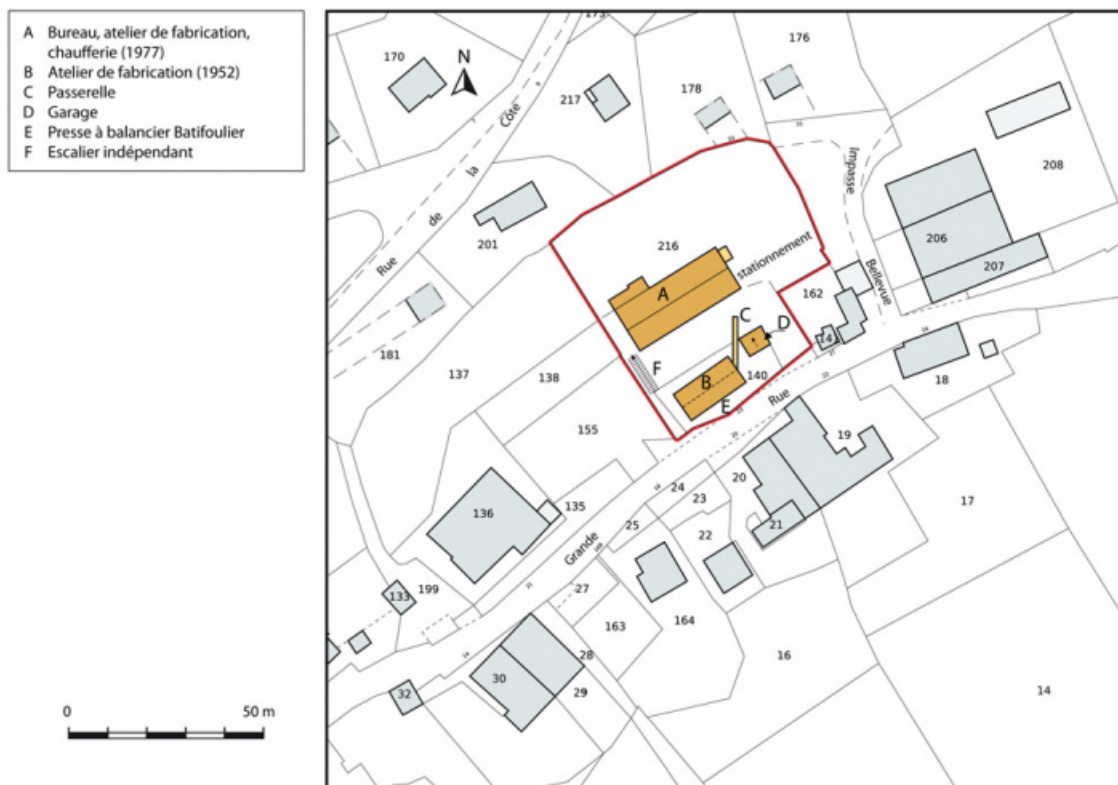 A Bureau, atelier de fabrication,
chaufferie (1977)
B Atelier de fabrication (1952)
C Passerelle
D Garage
E Presse à balancier Batifoulier
F Escalier indépendant
0 50 m
N
173
170
176
217
178
Rue de la Côte
Impasse Bellevue
208
206
207
201
216
stationnement
162
A
C
D
14
181
137
138
F
B
140
E
18
155
Rue
19
20
24
23
17
136
135
25
21
22
Grande
199
133
27
163
164
16
28
30
29
32
14